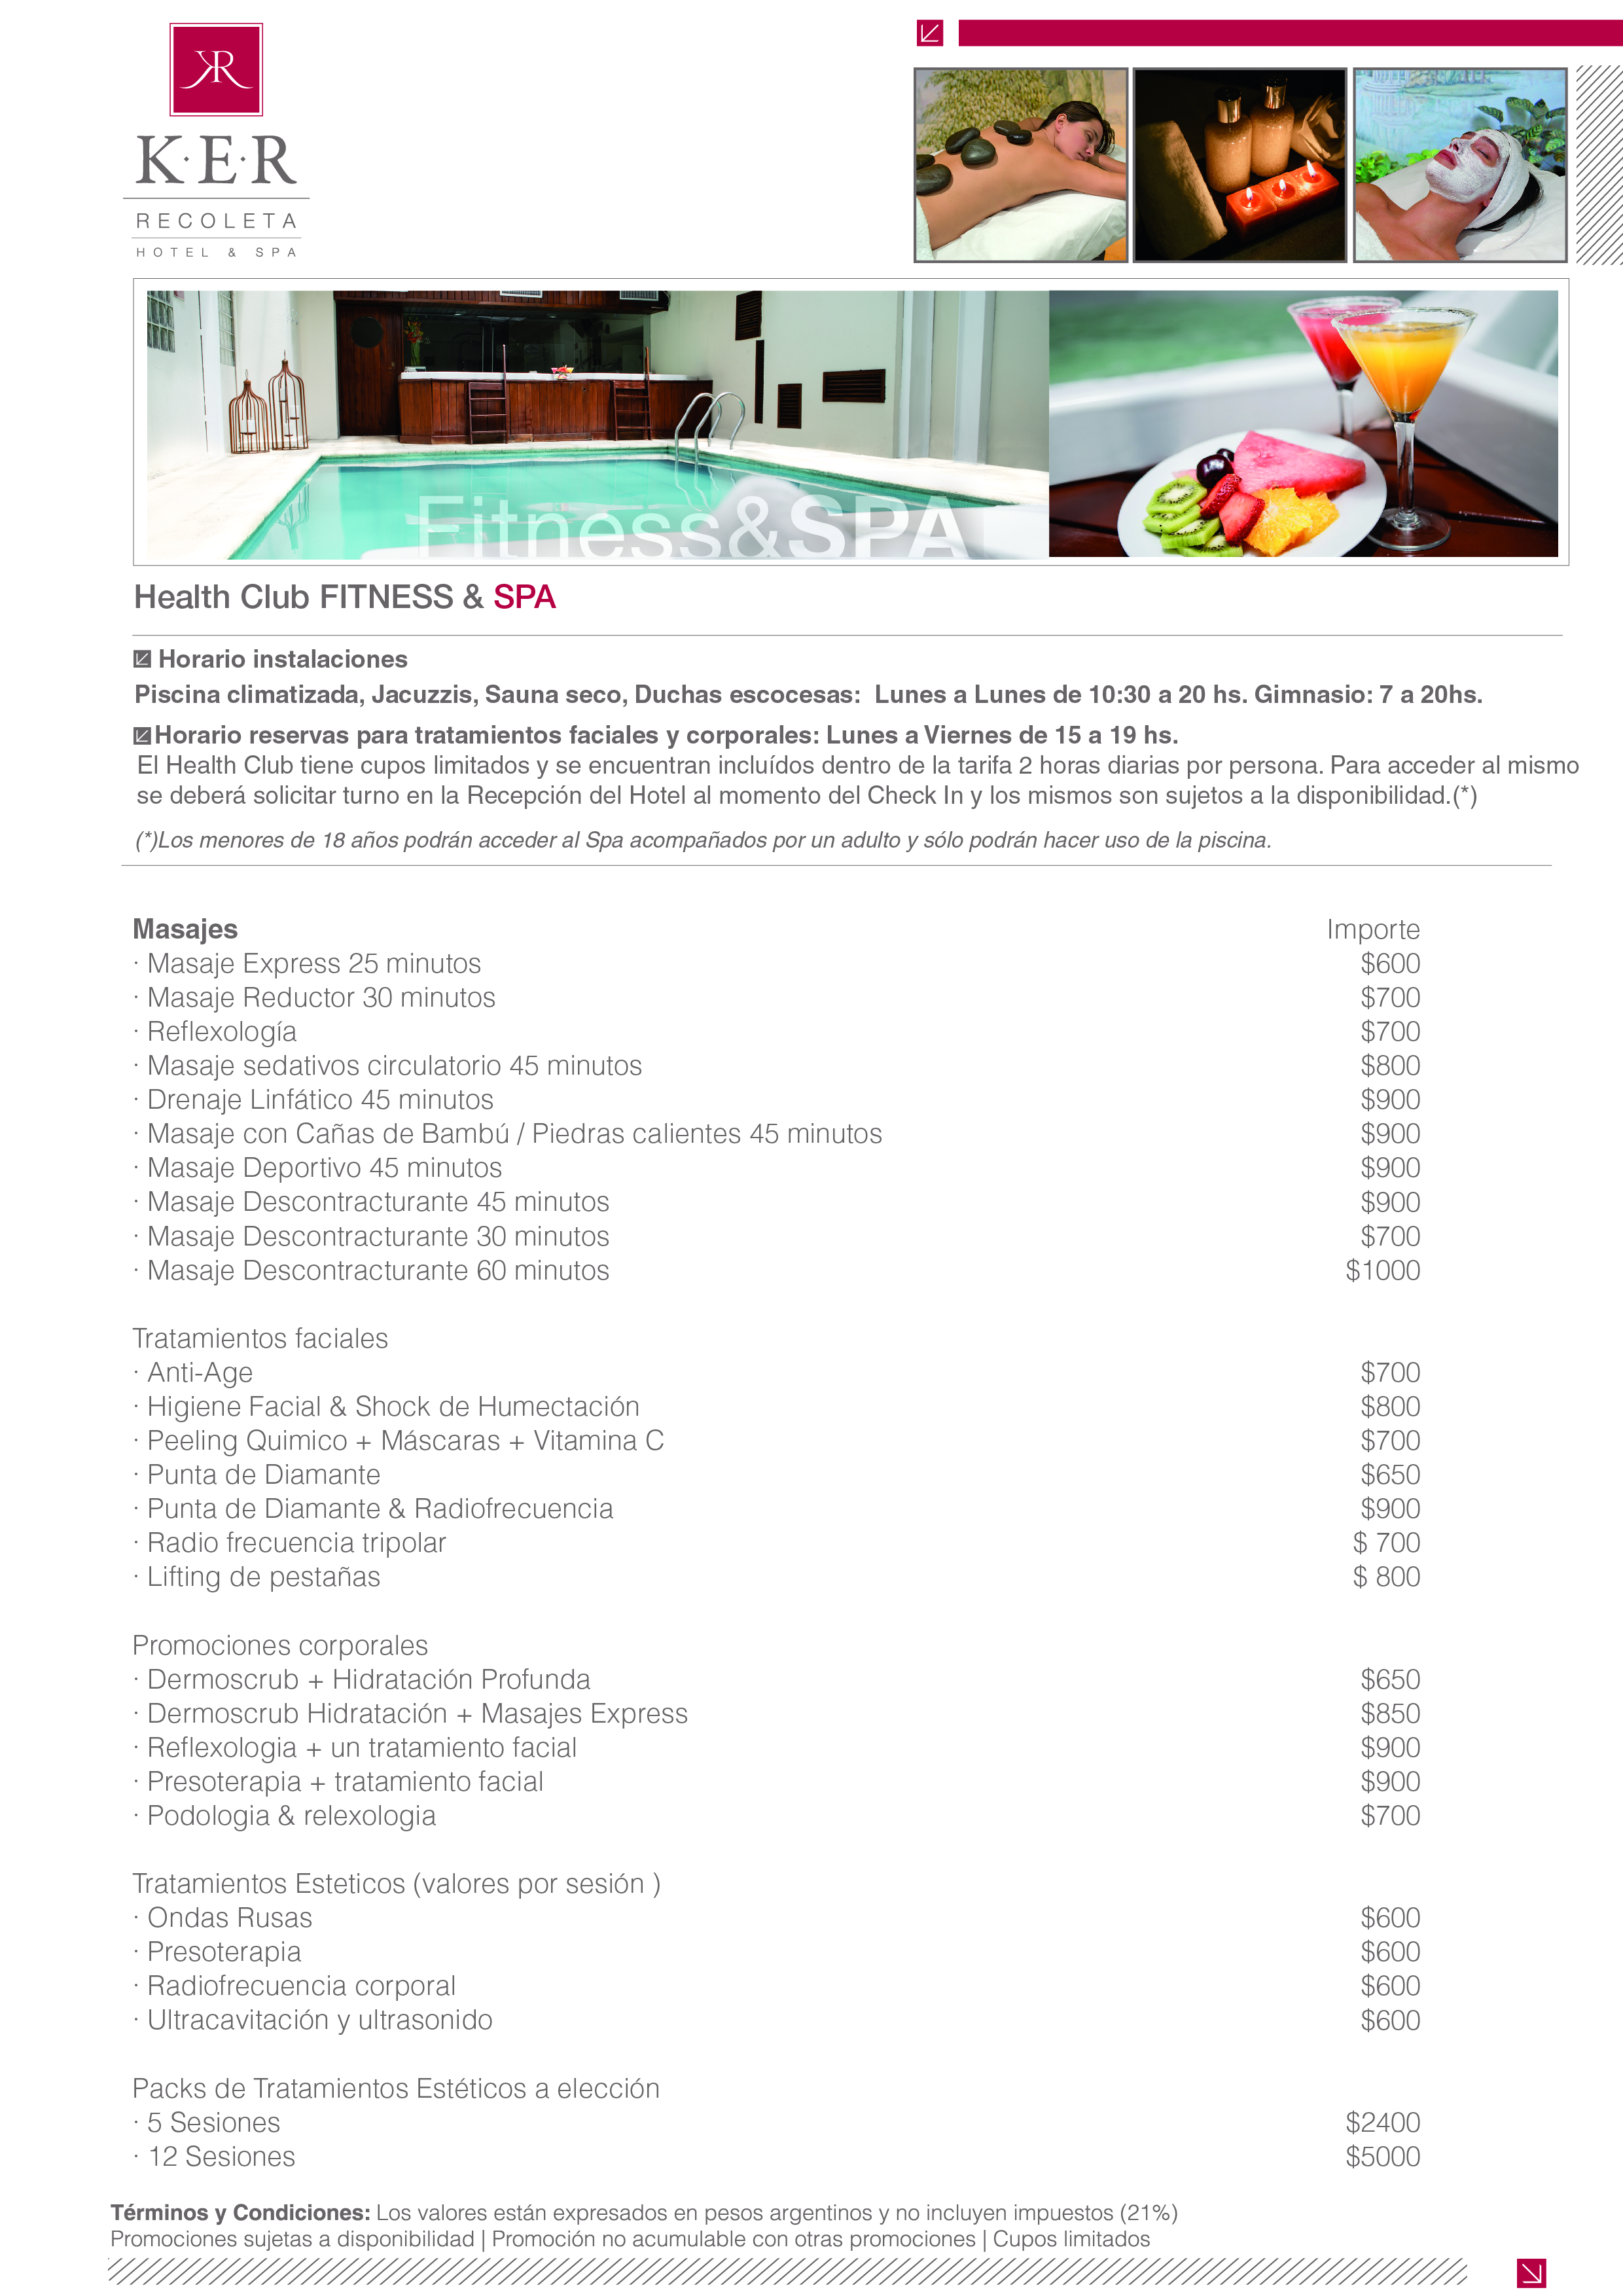 KR
K·E·R
RECOLETA
HOTEL & SPA
Fitness&SPA
Health Club FITNESS & SPA
Horario instalaciones
Piscina climatizada, Jacuzzis, Sauna seco, Duchas escocesas: Lunes a Lunes de 10:30 a 20 hs. Gimnasio: 7 a 20hs.
Horario reservas para tratamientos faciales y corporales: Lunes a Viernes de 15 a 19 hs.
El Health Club tiene cupos limitados y se encuentran incluídos dentro de la tarifa 2 horas diarias por persona. Para acceder al mismo
se deberá solicitar turno en la Recepción del Hotel al momento del Check In y los mismos son sujetos a la disponibilidad.(*)
(*)Los menores de 18 años podrán acceder al Spa acompañados por un adulto y sólo podrán hacer uso de la piscina.
Masajes Importe
· Masaje Express 25 minutos $600
· Masaje Reductor 30 minutos $700
· Reflexología $700
· Masaje sedativos circulatorio 45 minutos $800
· Drenaje Linfático 45 minutos $900
· Masaje con Cañas de Bambú / Piedras calientes 45 minutos $900
· Masaje Deportivo 45 minutos $900
· Masaje Descontracturante 45 minutos $900
· Masaje Descontracturante 30 minutos $700
· Masaje Descontracturante 60 minutos $1000
Tratamientos faciales
· Anti-Age $700
· Higiene Facial & Shock de Humectación $800
· Peeling Quimico + Máscaras + Vitamina C $700
· Punta de Diamante $650
· Punta de Diamante & Radiofrecuencia $900
· Radio frecuencia tripolar $ 700
· Lifting de pestañas $ 800
Promociones corporales
· Dermoscrub + Hidratación Profunda $650
· Dermoscrub Hidratación + Masajes Express $850
· Reflexologia + un tratamiento facial $900
· Presoterapia + tratamiento facial $900
· Podologia & relexologia $700
Tratamientos Esteticos (valores por sesión )
· Ondas Rusas $600
· Presoterapia $600
· Radiofrecuencia corporal $600
· Ultracavitación y ultrasonido $600
Packs de Tratamientos Estéticos a elección
· 5 Sesiones $2400
· 12 Sesiones $5000
Términos y Condiciones: Los valores están expresados en pesos argentinos y no incluyen impuestos (21%)
Promociones sujetas a disponibilidad | Promoción no acumulable con otras promociones | Cupos limitados